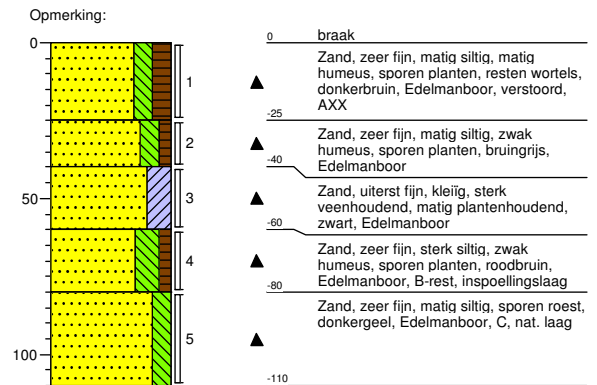 Opmerking:
0
50
100
1
2
3
4
5
0 braak
Zand, zeer fijn, matig siltig, matig
humeus, sporen planten, resten wortels,
donkerbruin, Edelmanboor, verstoord,
AXX
-25
Zand, zeer fijn, matig siltig, zwak
humeus, sporen planten, bruingrijs,
Edelmanboor
-40
Zand, uiterst fijn, kleiïg, sterk
veenhoudend, matig plantenhoudend,
zwart, Edelmanboor
-60
Zand, zeer fijn, sterk siltig, zwak
humeus, sporen planten, roodbruin,
Edelmanboor, B-rest, inspoellingslaag
-80
Zand, zeer fijn, matig siltig, sporen roest,
donkergeel, Edelmanboor, C, nat. laag
-110